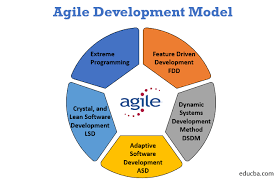 Agile Development Model
Extreme
Programming
Feature Driven
Development
FDD
Dynamic
Systems
Development
Method
DSDM
Adaptive
Software
Development
ASD
Crystal, and
Lean Software
Development
LSD
agile
educba.com